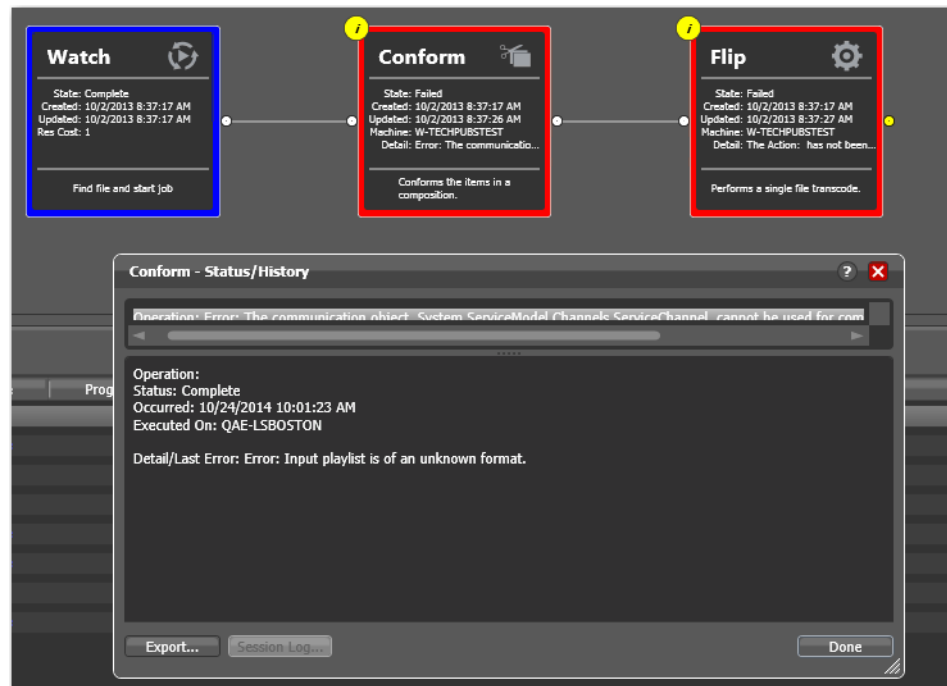 i
i
Watch
Conform
Flip
State: Complete
Created: 10/2/2013 8:37:17 AM
Updated: 10/2/2013 8:37:17 AM
Res Cost: 1
State: Failed
Created: 10/2/2013 8:37:17 AM
Updated: 10/2/2013 8:37:26 AM
Machine: W-TECHPUBSTEST
Detail: Error: The communicatio...
State: Failed
Created: 10/2/2013 8:37:17 AM
Updated: 10/2/2013 8:37:27 AM
Machine: W-TECHPUBSTEST
Detail: The Action: has not been...
Find file and start job
Conforms the items in a
composition.
Performs a single file transcode.
Conform - Status/History
?
Operation: Error: The communication object, System.ServiceModel.Channels.ServiceChannel, cannot be used for com
Prog
Operation:
Status: Complete
Occurred: 10/24/2014 10:01:23 AM
Executed On: QAE-LSBOSTON
Detail/Last Error: Error: Input playlist is of an unknown format.
Export...
Session Log...
Done